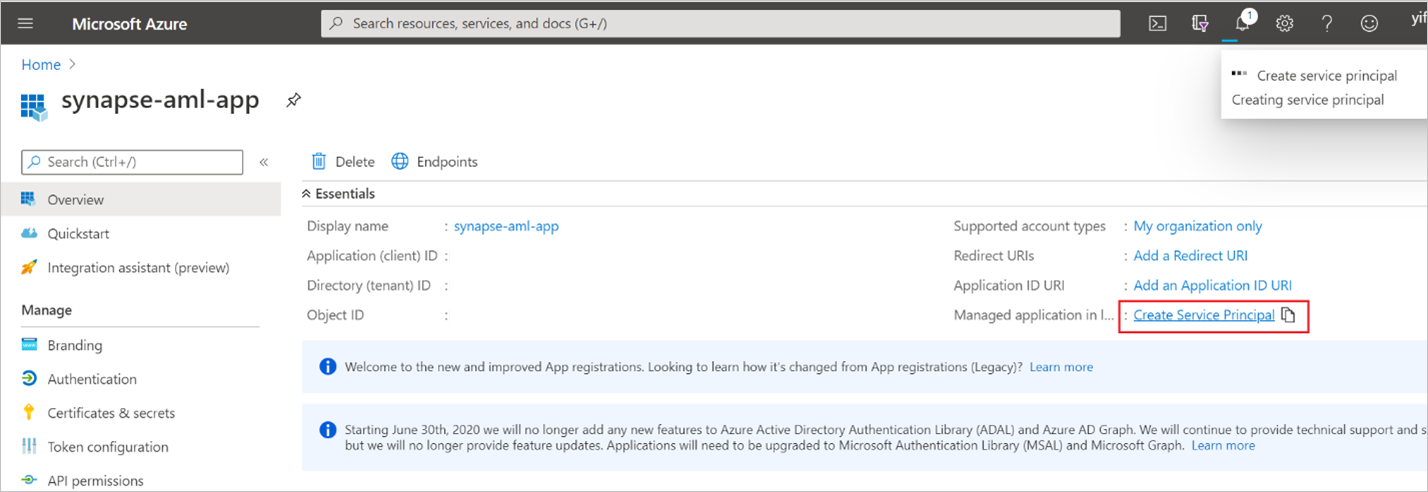 Microsoft Azure
Search resources, services, and docs (G+/)
1
yif
Create service principal
Creating service principal
Home
synapse-aml-app
Search (Ctrl+/)
«
Delete
Endpoints
Overview
Essentials
Quickstart
Display name : synapse-aml-app
Supported account types : My organization only
Application (client) ID :
Redirect URIs : Add a Redirect URI
Integration assistant (preview)
Directory (tenant) ID :
Application ID URI : Add an Application ID URI
Object ID :
Managed application in l... : Create Service Principal
Manage
Branding
Authentication
Certificates & secrets
Token configuration
API permissions
Welcome to the new and improved App registrations. Looking to learn how it's changed from App registrations (Legacy)? Learn more
Starting June 30th, 2020 we will no longer add any new features to Azure Active Directory Authentication Library (ADAL) and Azure AD Graph. We will continue to provide technical support and s
but we will no longer provide feature updates. Applications will need to be upgraded to Microsoft Authentication Library (MSAL) and Microsoft Graph. Learn more